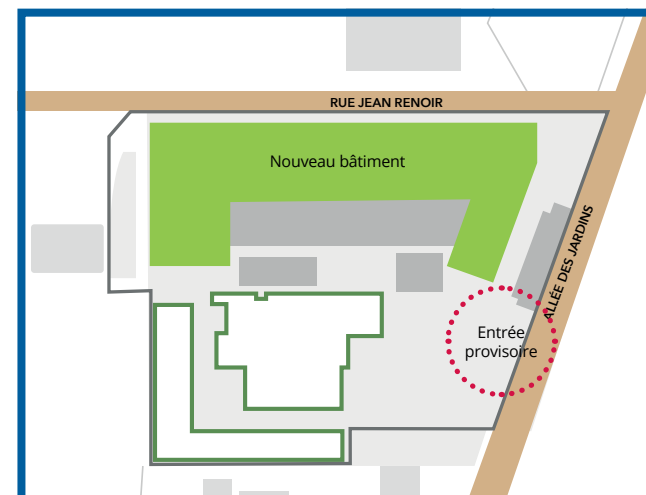 RUE JEAN RENOIR
Nouveau bâtiment
ALLÉE DES JARDINS
Entrée
provisoire